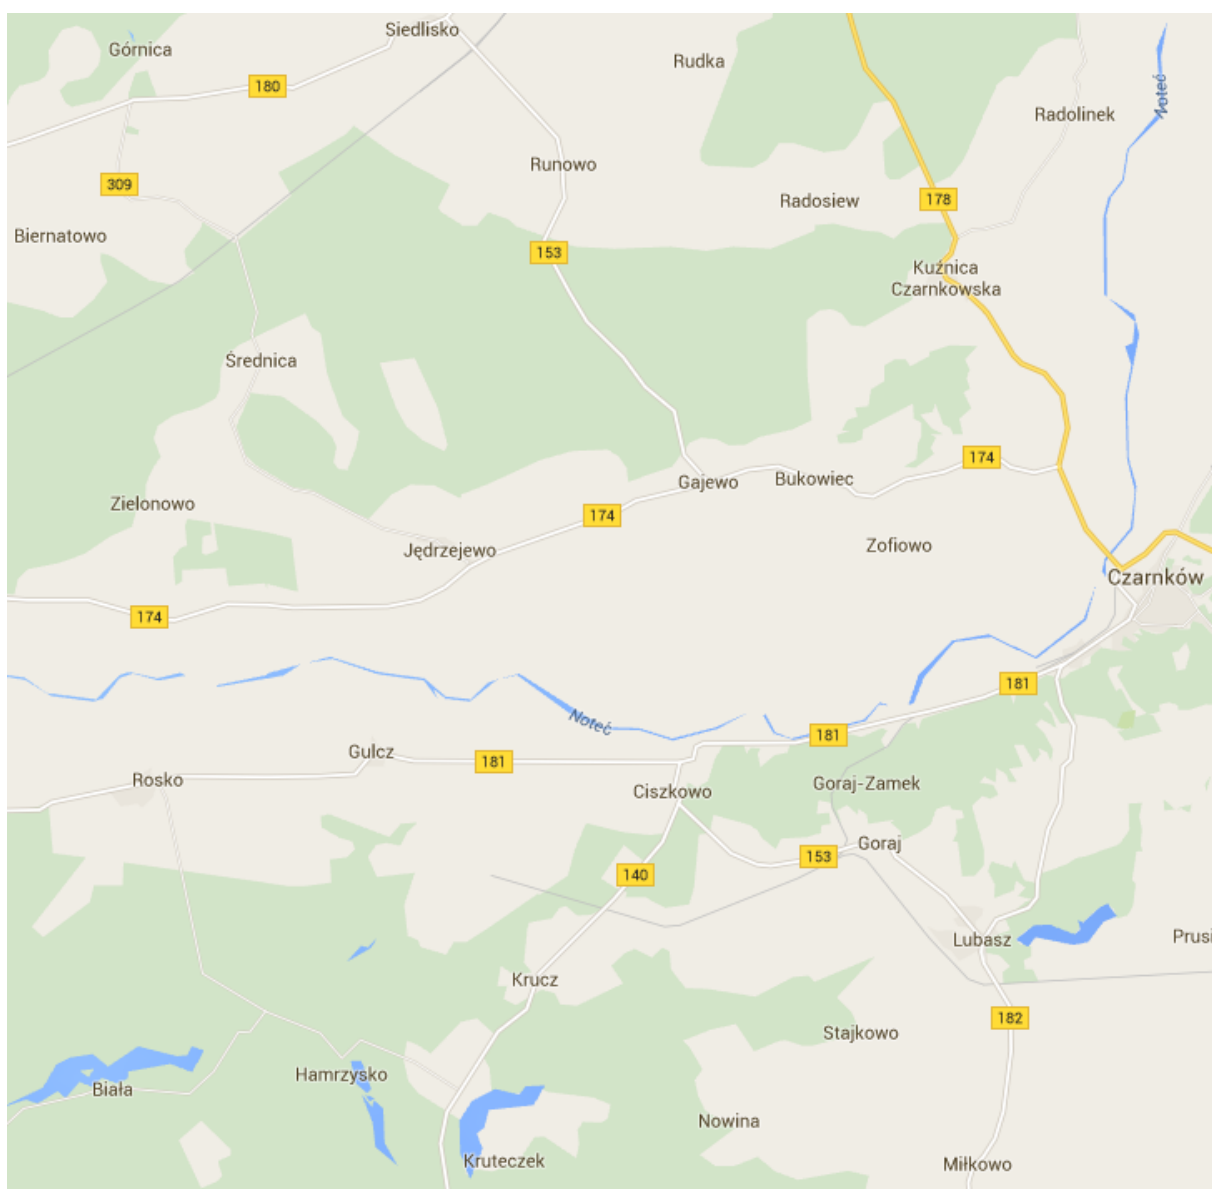 Siedlisko
Górnica
Rudka
180
Noteć
Radolinek
Runowo
309
178
Radosiew
Biernatowo
153
Kuźnica
Czarnkowska
Średnica
174
Gajewo
Bukowiec
Zielonowo
174
Jędrzejewo
Zofiowo
Czarnków
174
181
Noteć
181
Gulcz
181
Rosko
Ciszkowo
Goraj-Zamek
Goraj
153
140
Lubasz
Prusi
Krucz
182
Stajkowo
Hamrzysko
Biała
Nowina
Kruteczek
Miłkowo